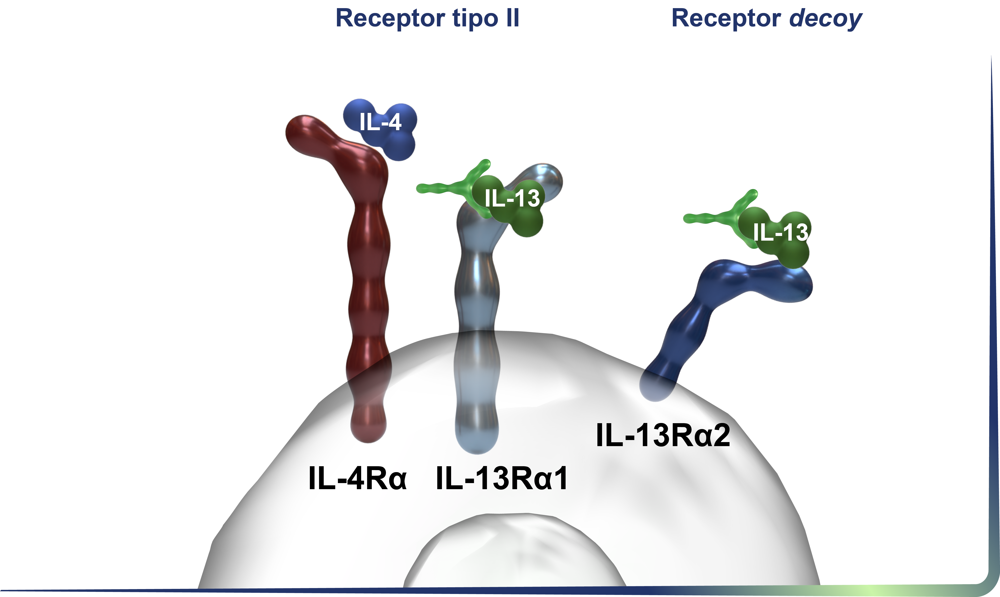 Receptor tipo II
Receptor decoy
IL-4
IL-13
IL-13
IL-13Rα2
IL-4Rα
IL-13Rα1